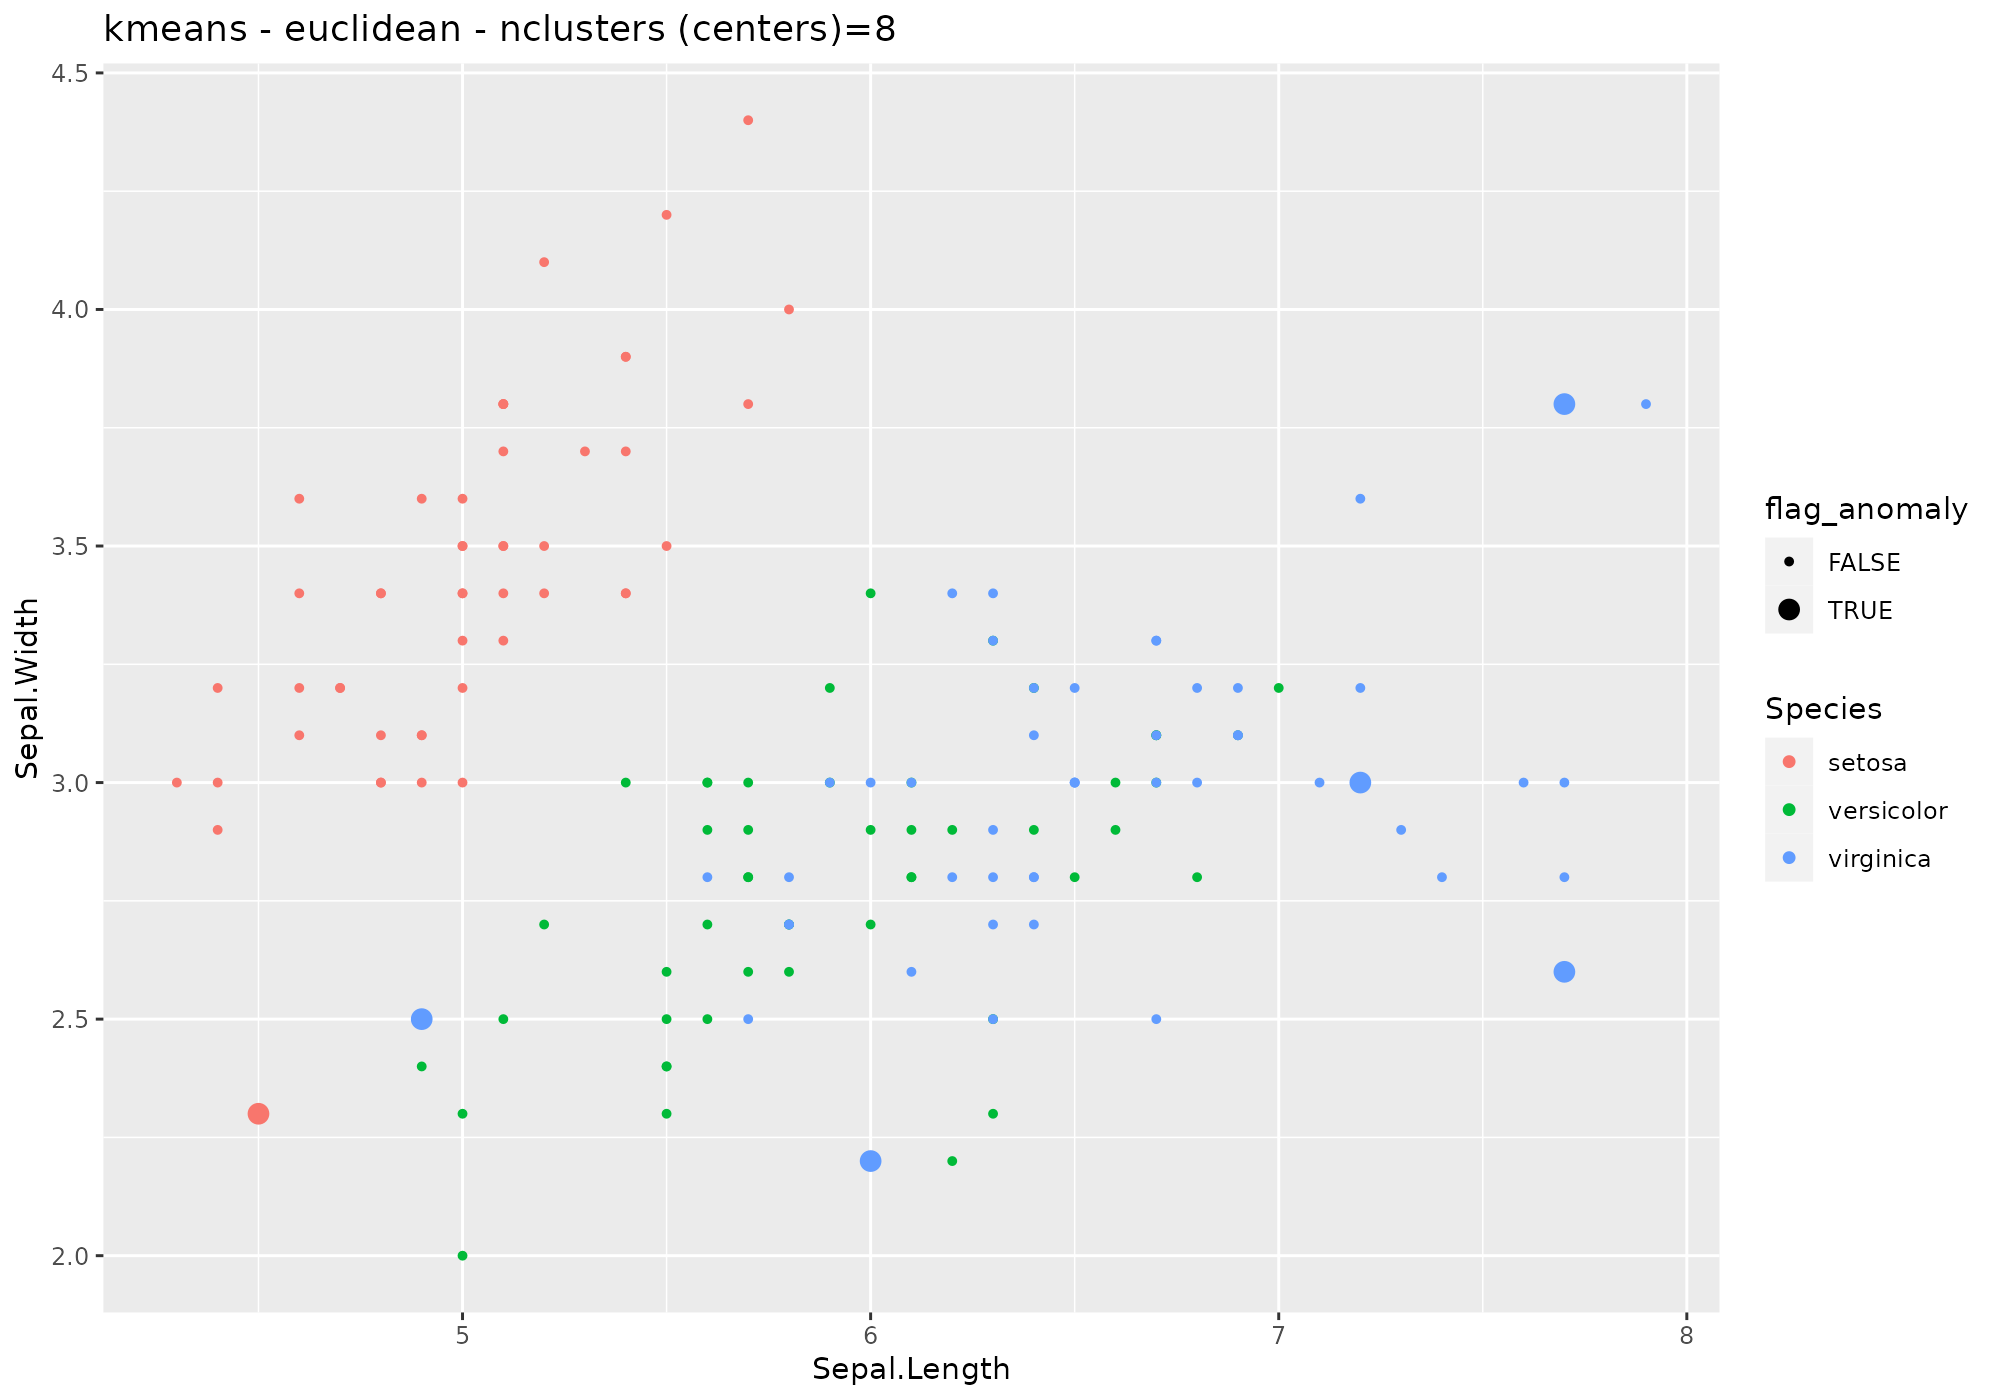 kmeans - euclidean - nclusters (centers)=8
4.5
4.0
3.5
3.0
2.5
2.0
Sepal.Width
5
6
7
8
Sepal.Length
flag_anomaly
FALSE
TRUE
Species
setosa
versicolor
virginica